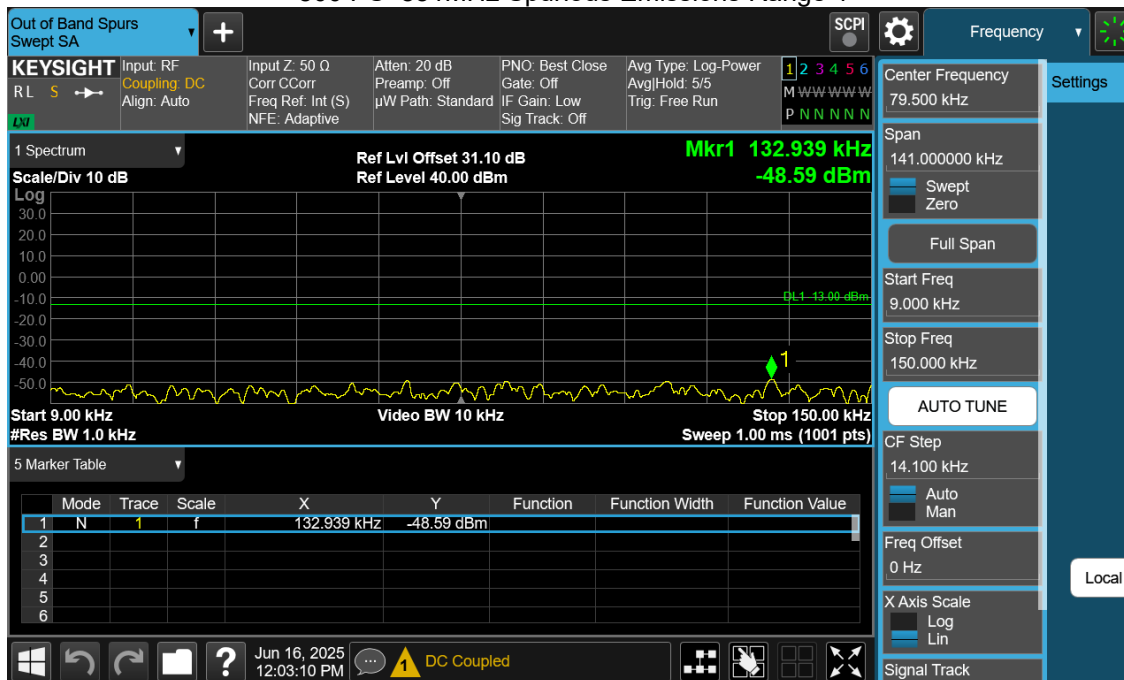 Out of Band Spurs
Swept SA
SCPI
Frequency
KEYSIGHT
RL S
LXI
Input: RF
Coupling: DC
Align: Auto
Input Z: 50 Ω
Corr CCorr
Freq Ref: Int (S)
NFE: Adaptive
Atten: 20 dB
Preamp: Off
µW Path: Standard
PNO: Best Close
Gate: Off
IF Gain: Low
Sig Track: Off
Avg Type: Log-Power
Avg|Hold: 5/5
Trig: Free Run
1 2 3 4 5 6
M W W W W W
P N N N N N
1 Spectrum
Scale/Div 10 dB
Ref Lvl Offset 31.10 dB
Ref Level 40.00 dBm
Mkr1 132.939 kHz
-48.59 dBm
Log
30.0
20.0
10.0
0.00
-10.0
-20.0
-30.0
-40.0
-50.0
DL1 -13.00 dBm
1
Start 9.00 kHz
#Res BW 1.0 kHz
Video BW 10 kHz
Stop 150.00 kHz
Sweep 1.00 ms (1001 pts)
5 Marker Table
Mode Trace Scale X Y Function Function Width Function Value
1 N 1 f 132.939 kHz -48.59 dBm
2
3
4
5
6
Jun 16, 2025
12:03:10 PM
1 DC Coupled
Center Frequency
79.500 kHz
Span
141.000000 kHz
Swept
Zero
Full Span
Start Freq
9.000 kHz
Stop Freq
150.000 kHz
AUTO TUNE
CF Step
14.100 kHz
Auto
Man
Freq Offset
0 Hz
X Axis Scale
Log
Lin
Signal Track
Settings
Local